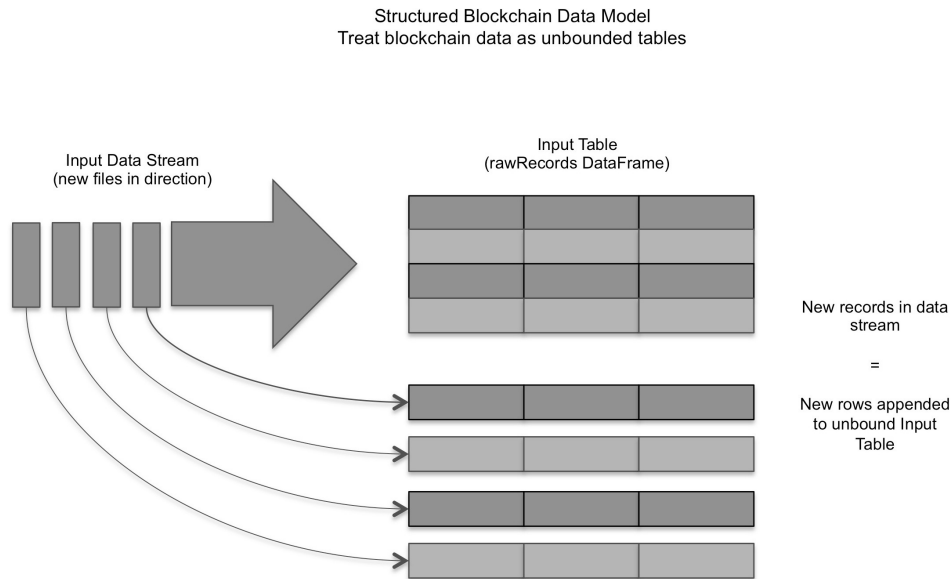 Structured Blockchain Data Model
Treat blockchain data as unbounded tables
Input Data Stream
(new files in direction)
Input Table
(rawRecords DataFrame)
New records in data
stream
=
New rows appended
to unbound Input
Table